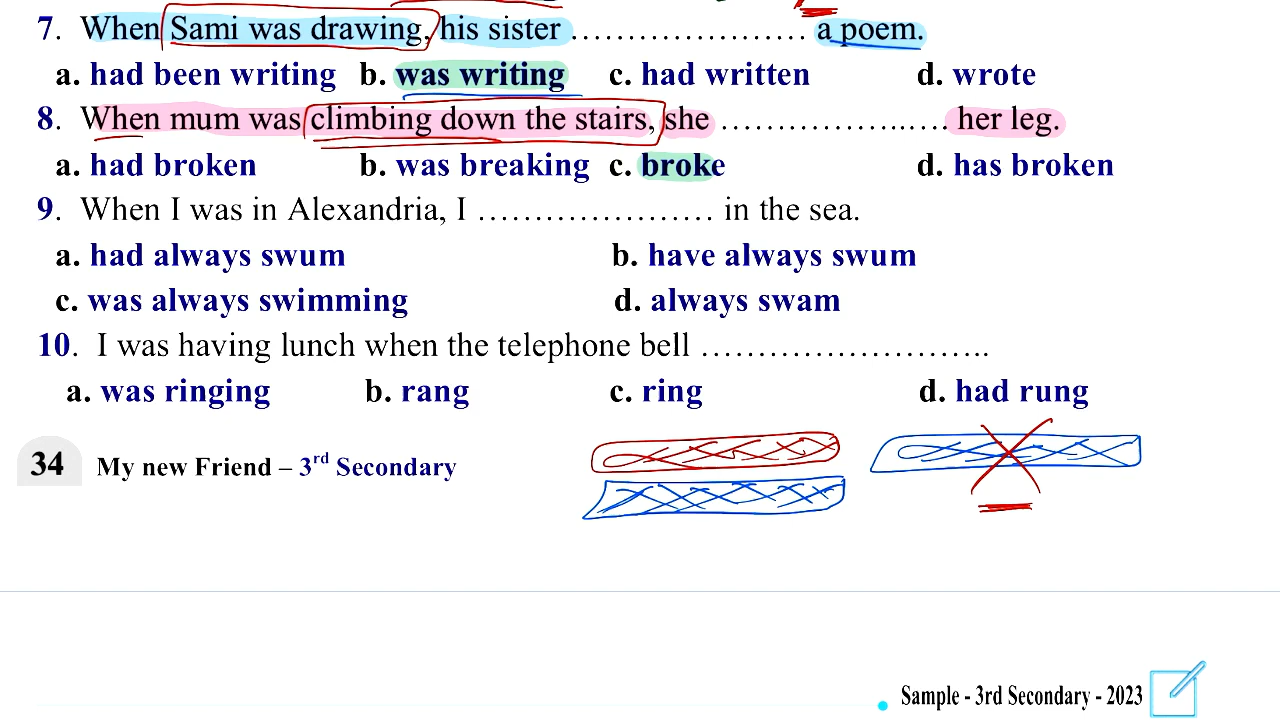 7. When Sami was drawing, his sister ………………… a poem.
a. had been writing b. was writing c. had written d. wrote
8. When mum was climbing down the stairs, she ……………..…. her leg.
a. had broken b. was breaking c. broke d. has broken
9. When I was in Alexandria, I ………………… in the sea.
a. had always swum b. have always swum
c. was always swimming d. always swam
10. I was having lunch when the telephone bell ……………………..
a. was ringing b. rang c. ring d. had rung
34 My new Friend – 3rd Secondary
Sample - 3rd Secondary - 2023